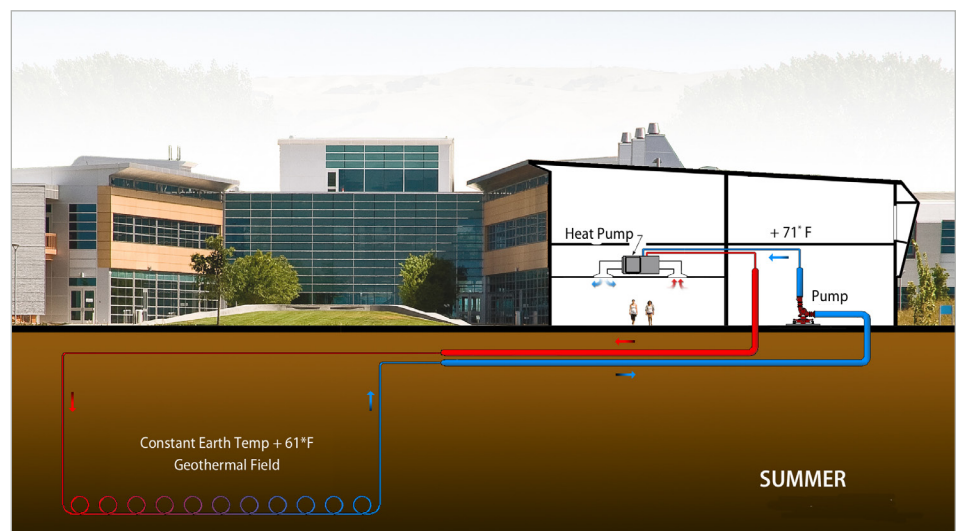 Heat Pump
+ 71° F
Pump
Constant Earth Temp + 61*F
Geothermal Field
SUMMER